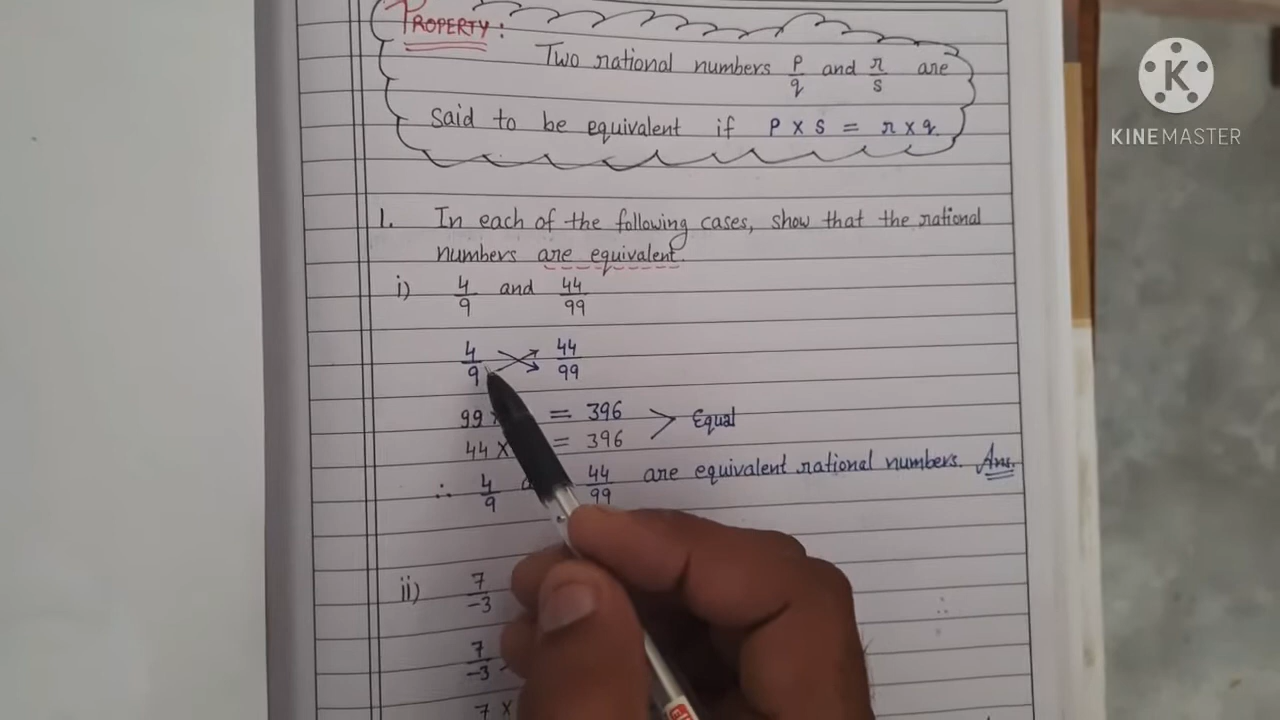 PROPERTY:
Two rational numbers p/q and r/s are
said to be equivalent if p × s = r × q.
K
KINEMASTER
1. In each of the following cases, show that the rational
numbers are equivalent.
i) 4/9 and 44/99
4/9 44/99
99 × = 396
44 × = 396 > Equal
∴ 4/9 44/99 are equivalent rational numbers. Ans.
ii) 7/-3
7/-3
7 ×